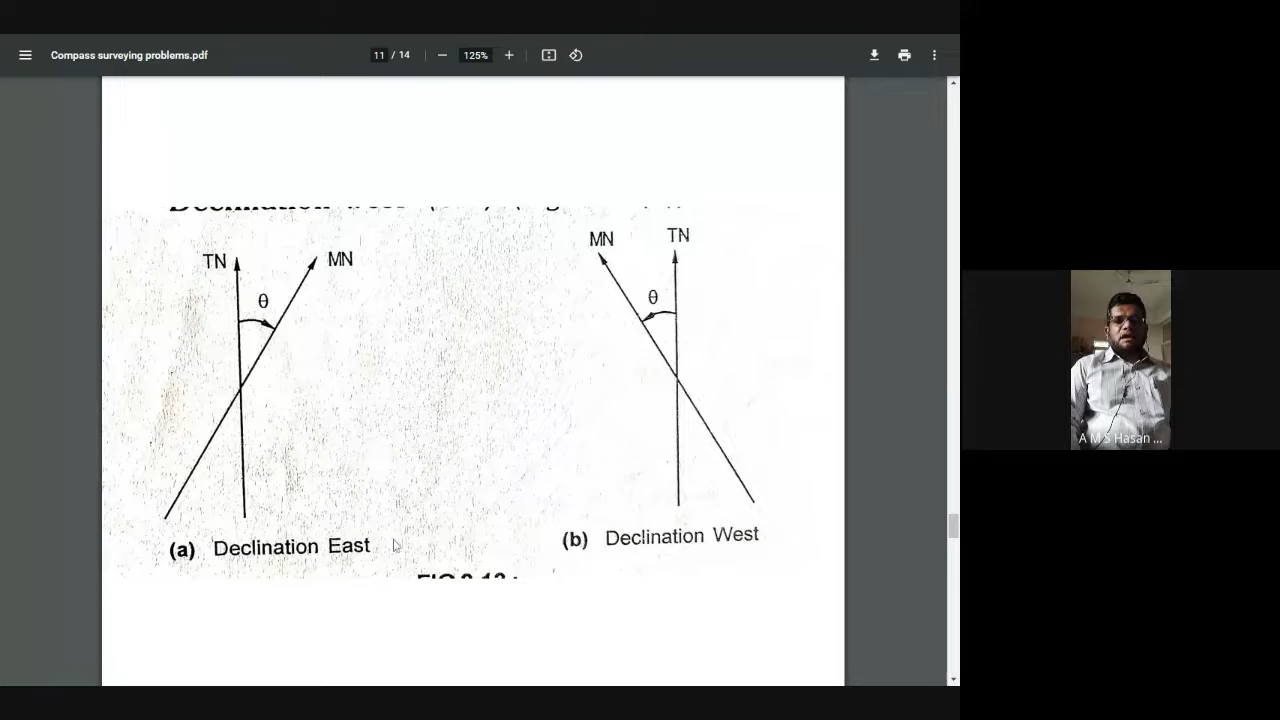 Compass surveying problems.pdf
11 / 14
125%
TN
MN
θ
(a) Declination East
MN
TN
θ
(b) Declination West
A M S Hasan ...